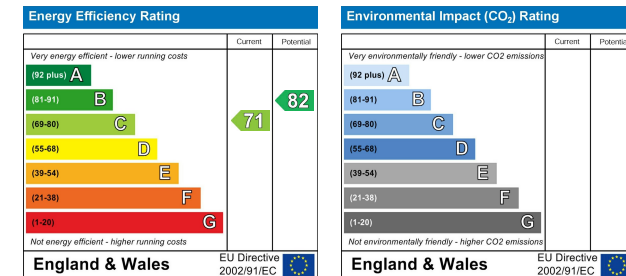 Energy Efficiency Rating
Current Potential
Very energy efficient - lower running costs
(92 plus) A
(81-91) B
(69-80) C
(55-68) D
(39-54) E
(21-38) F
(1-20) G
71
82
Not energy efficient - higher running costs
England & Wales
EU Directive
2002/91/EC
Environmental Impact (CO₂) Rating
Current Potential
Very environmentally friendly - lower CO2 emissions
(92 plus) A
(81-91) B
(69-80) C
(55-68) D
(39-54) E
(21-38) F
(1-20) G
Not environmentally friendly - higher CO2 emissions
England & Wales
EU Directive
2002/91/EC